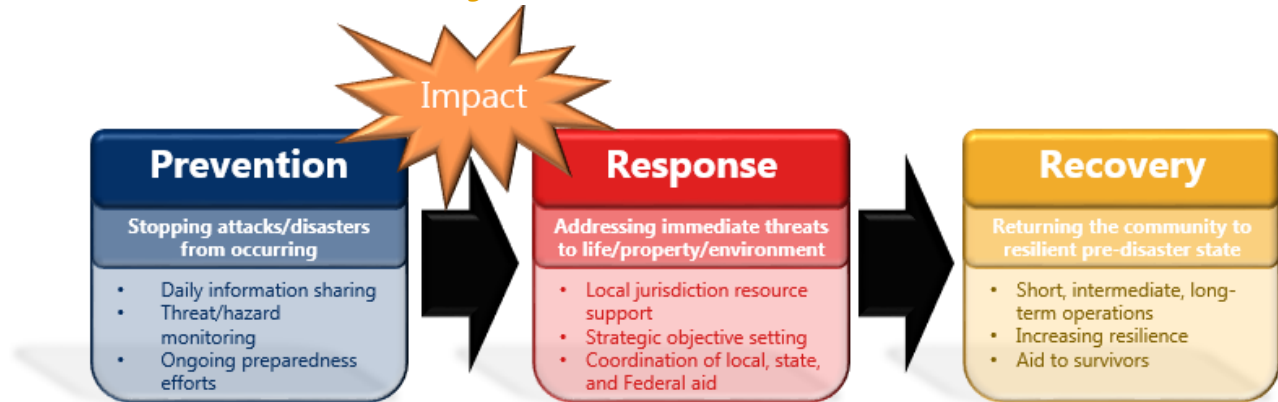 Impact
Prevention
Stopping attacks/disasters
from occurring
• Daily information sharing
• Threat/hazard
monitoring
• Ongoing preparedness
efforts
Response
Addressing immediate threats
to life/property/environment
• Local jurisdiction resource
support
• Strategic objective setting
• Coordination of local, state,
and Federal aid
Recovery
Returning the community to
resilient pre-disaster state
• Short, intermediate, long-
term operations
• Increasing resilience
• Aid to survivors